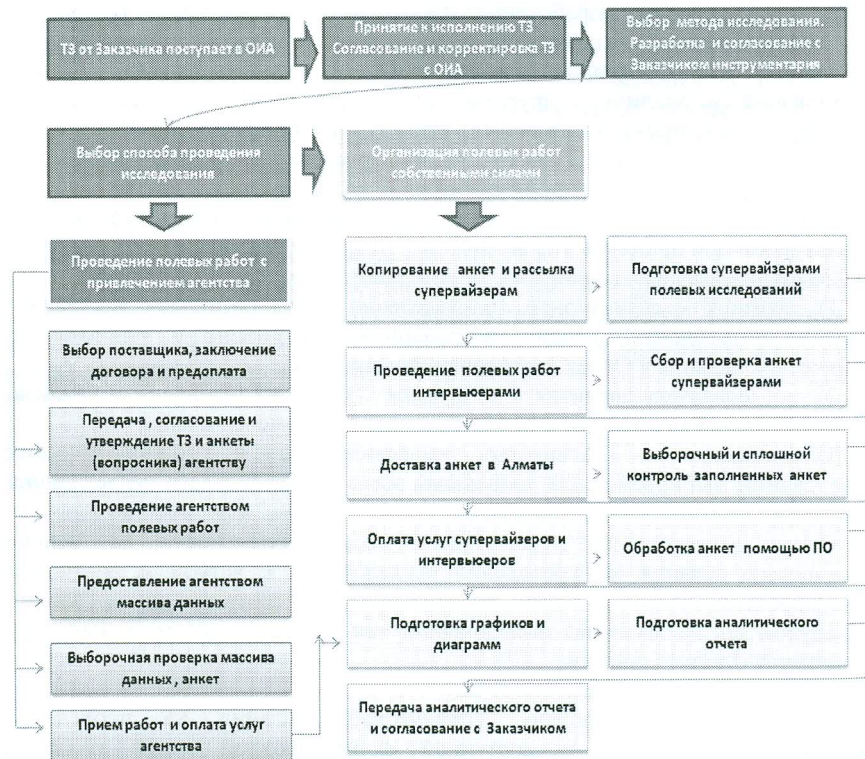 ТЗ от Заказчика поступает в ОИА
Принятие к исполнению ТЗ
Согласование и корректировка ТЗ
с ОИА
Выбор метода исследования.
Разработка и согласование с
Заказчиком инструментария
Выбор способа проведения
исследования
Организация полевых работ
собственными силами
Проведение полевых работ с
привлечением агентства
Выбор поставщика, заключение
договора и предоплата
Передача , согласование и
утверждение ТЗ и анкеты
(вопросника) агентству
Проведение агентством
полевых работ
Предоставление агентством
массива данных
Выборочная проверка массива
данных , анкет
Прием работ и оплата услуг
агентства
Копирование анкет и рассылка
супервайзерам
Подготовка супервайзерами
полевых исследований
Проведение полевых работ
интервьюерами
Сбор и проверка анкет
супервайзерами
Доставка анкет в Алматы
Выборочный и сплошной
контроль заполненных анкет
Оплата услуг супервайзеров и
интервьюеров
Обработка анкет помощью ПО
Подготовка графиков и
диаграмм
Подготовка аналитического
отчета
Передача аналитического отчета
и согласование с Заказчиком